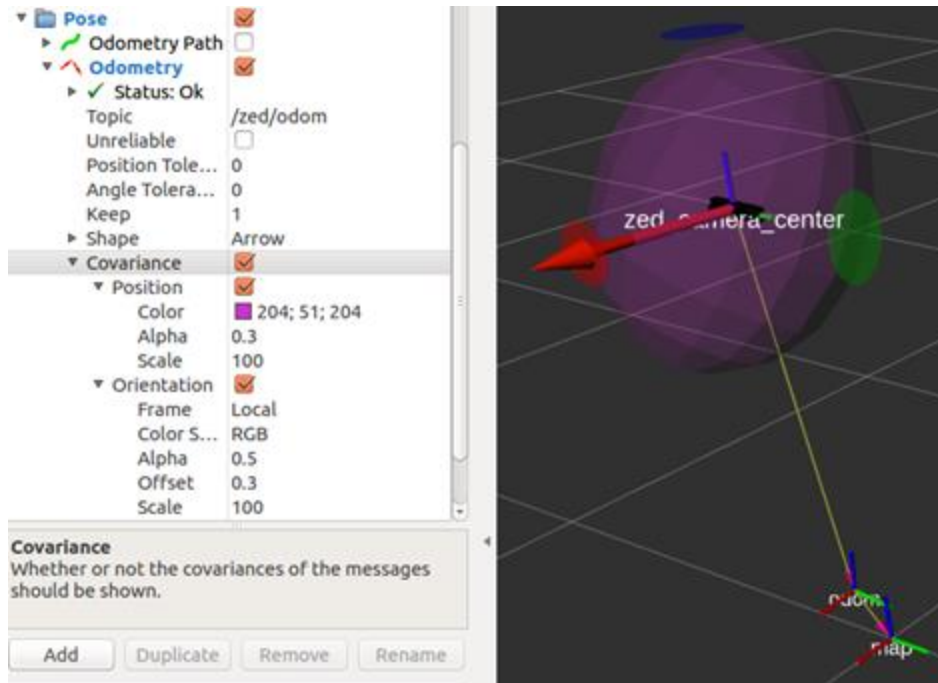 Pose
Odometry Path
Odometry
Status: Ok
Topic /zed/odom
Unreliable
Position Tole... 0
Angle Tolera... 0
Keep 1
Shape Arrow
Covariance
Position
Color 204; 51; 204
Alpha 0.3
Scale 100
Orientation
Frame Local
Color S... RGB
Alpha 0.5
Offset 0.3
Scale 100
Covariance
Whether or not the covariances of the messages
should be shown.
Add Duplicate Remove Rename
zed_camera_center
odom
map